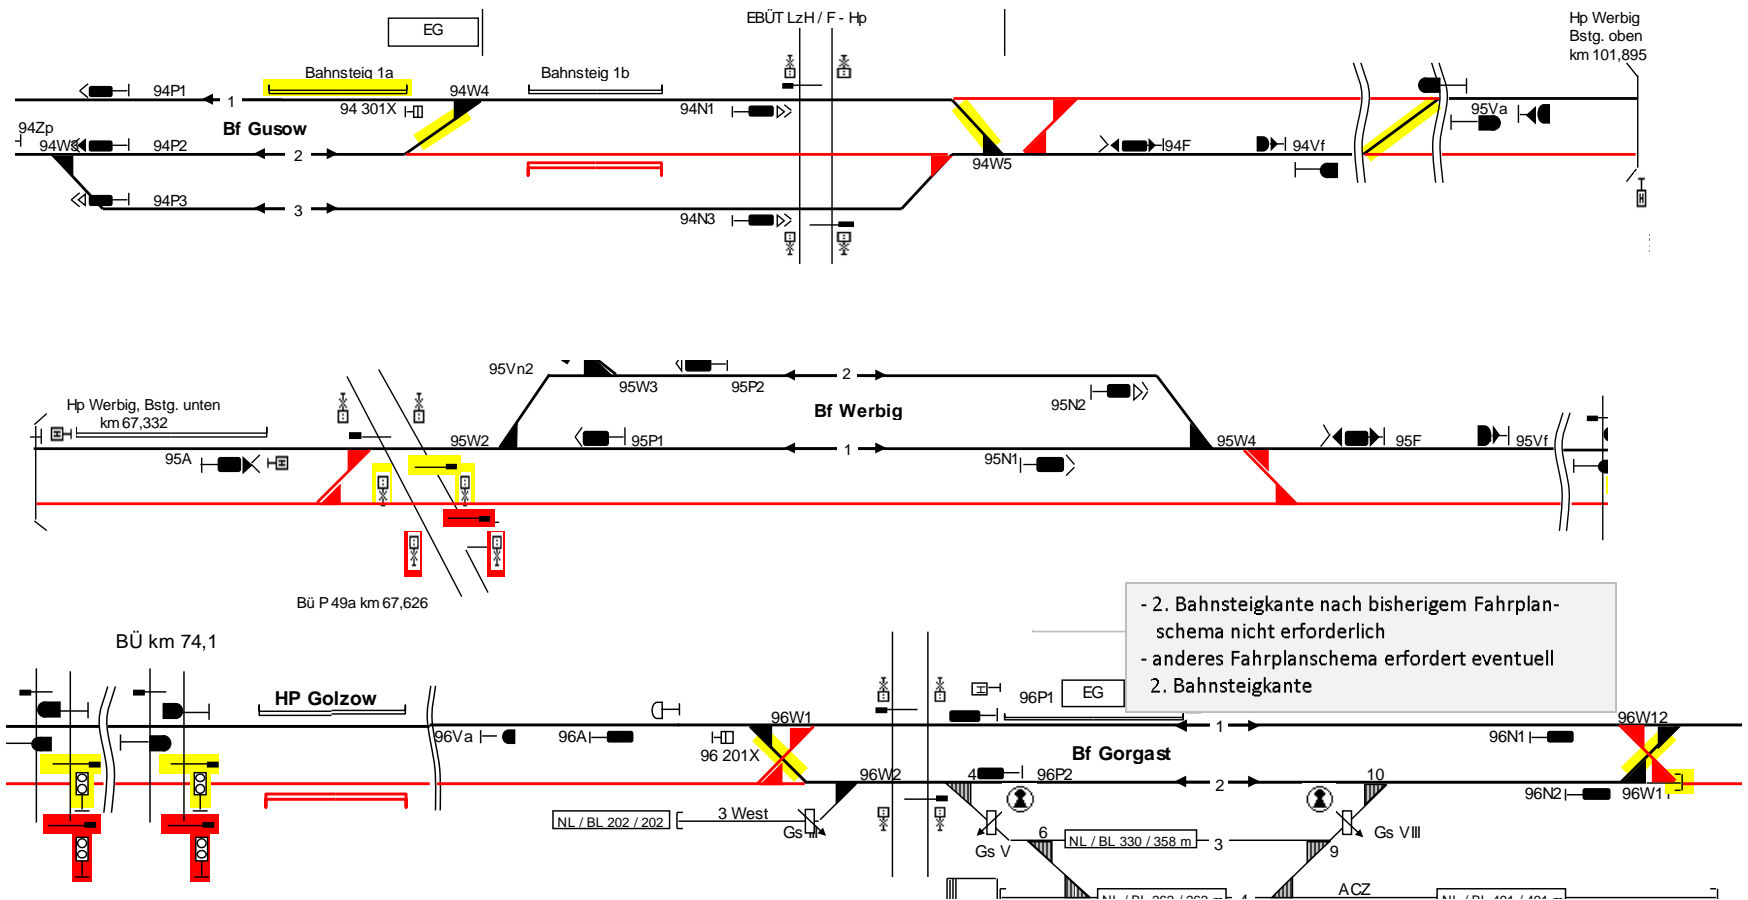 EG
EBÜT LzH / F - Hp
Hp Werbig
Bstg. oben
km 101,895
Bahnsteig 1a
Bahnsteig 1b
94P1
1
94 301X
94W4
94N1
95Va
94Zp
Bf Gusow
94W3
94P2
2
94W5
94F
94Vf
94P3
3
94N3
95Vn2
95W3
95P2
2
95N2
Hp Werbig, Bstg. unten
km 67,332
Bf Werbig
95A
95W2
95P1
1
95N1
95W4
95F
95Vf
Bü P 49a km 67,626
- 2. Bahnsteigkante nach bisherigem Fahrplan-
schema nicht erforderlich
- anderes Fahrplanschema erfordert eventuell
2. Bahnsteigkante
BÜ km 74,1
HP Golzow
96Va
96A
96W1
96 201X
96P1
EG
1
96N1
96W12
Bf Gorgast
96W2
4
96P2
2
10
96N2
96W11
NL / BL 202 / 202
3 West
Gs III
Gs V
6
NL / BL 330 / 358 m
3
9
Gs VIII
4
ACZ